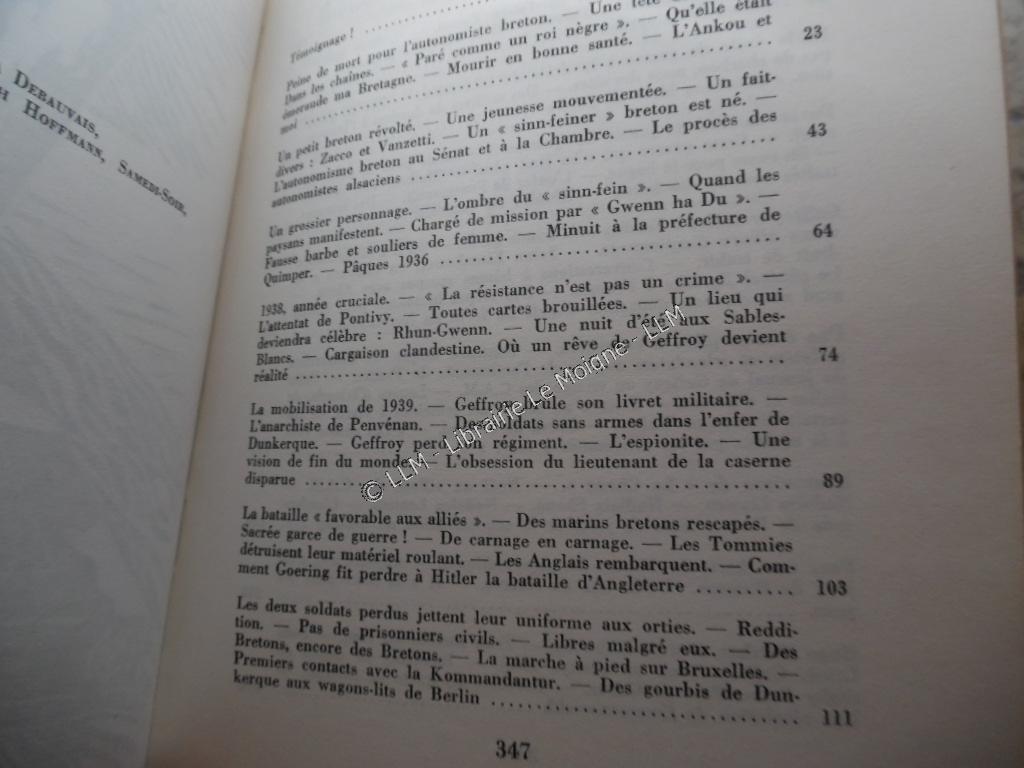 DEBAUVAIS,
HOFFMANN, SAMEDI-SOIR,
Témoignage !
Peine de mort pour l'autonomiste breton. — Une
Dans les chaînes. — « Paré comme un roi nègre ». — Qu'elle était
émeraude ma Bretagne. — Mourir en bonne santé. — L'Ankou et
moi .......... 23
Un petit breton révolté. — Une jeunesse mouvementée. — Un fait-
divers : Zacco et Vanzetti. — Un « sinn-feiner » breton est né. —
L'autonomisme breton au Sénat et à la Chambre. — Le procès des
autonomistes alsaciens .......... 43
Un grossier personnage. — L'ombre du « sinn-fein ». — Quand les
paysans manifestent. — Chargé de mission par « Gwenn ha Du ». —
Fausse barbe et souliers de femme. — Minuit à la préfecture de
Quimper. — Pâques 1936 .......... 64
1938, année cruciale. — « La résistance n'est pas un crime ». —
L'attentat de Pontivy. — Toutes cartes brouillées. — Un lieu qui
deviendra célèbre : Rhun-Gwenn. — Une nuit d'été aux Sables-
Blancs. — Cargaison clandestine. Où un rêve de Geffroy devient
réalité .......... 74
La mobilisation de 1939. — Geffroy brûle son livret militaire. —
L'anarchiste de Penvénan. — Des soldats sans armes dans l'enfer de
Dunkerque. — Geffroy perd son régiment. — L'espionite. — Une
vision de fin du monde. — L'obsession du lieutenant de la caserne
disparue .......... 89
La bataille « favorable aux alliés ». — Des marins bretons rescapés. —
Sacrée garce de guerre ! — De carnage en carnage. — Les Tommies
détruisent leur matériel roulant. — Les Anglais rembarquent. — Com-
ment Goering fit perdre à Hitler la bataille d'Angleterre .......... 103
Les deux soldats perdus jettent leur uniforme aux orties. — Reddi-
tion. — Pas de prisonniers civils. — Libres malgré eux. — Des
Bretons, encore des Bretons. — La marche à pied sur Bruxelles. —
Premiers contacts avec la Kommandantur. — Des gourbis de Dun-
kerque aux wagons-lits de Berlin .......... 111
347
© LLM - Librairie Le Moigne - LLM